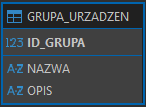 GRUPA_URZADZEN
123 ID_GRUPA
A-Z NAZWA
A-Z OPIS